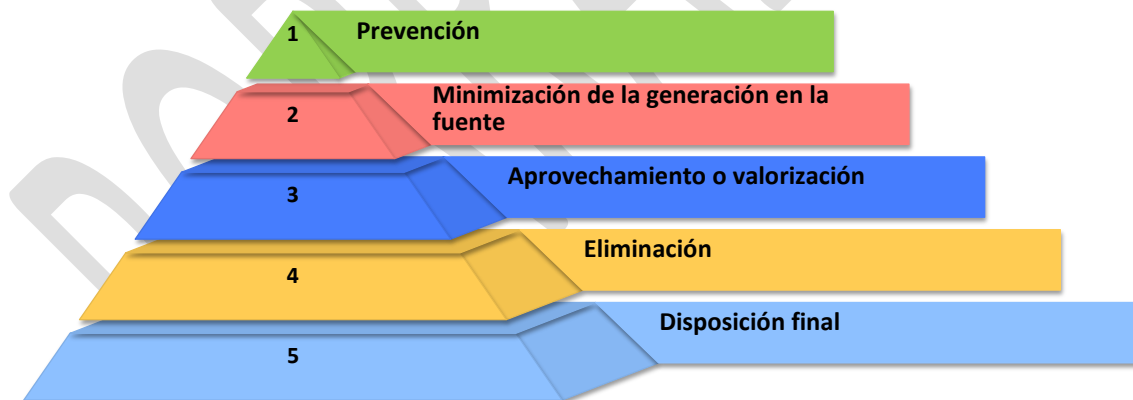 1
Prevención
2
Minimización de la generación en la
fuente
3
Aprovechamiento o valorización
4
Eliminación
5
Disposición final